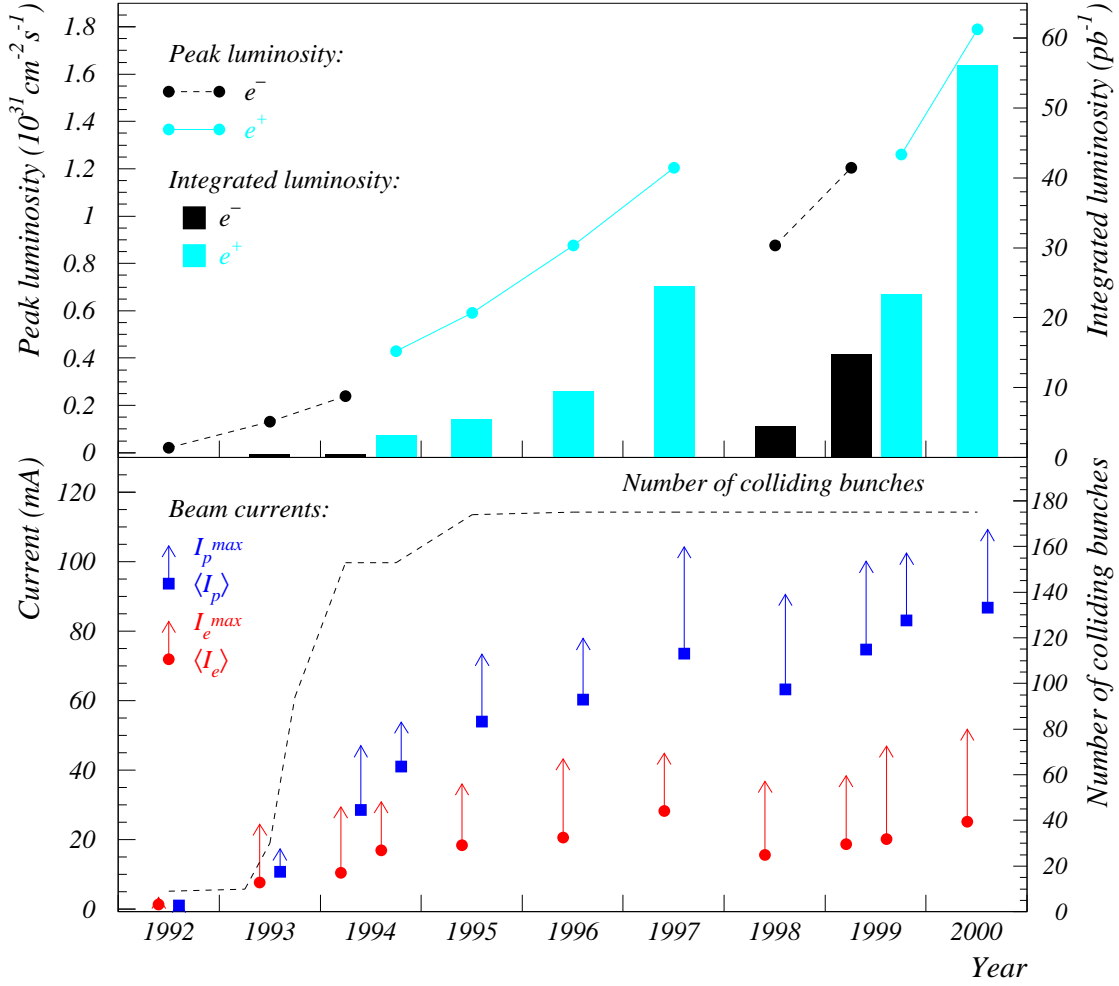 Peak luminosity (10^31 cm^-2 s^-1)
1.8
1.6
1.4
1.2
1
0.8
0.6
0.4
0.2
0
Peak luminosity:
e^−
e^+
Integrated luminosity:
e^−
e^+
60
50
40
30
20
10
0
Integrated luminosity (pb^-1)
Current (mA)
120
100
80
60
40
20
0
Number of colliding bunches
Beam currents:
I_p^max
⟨I_p⟩
I_e^max
⟨I_e⟩
180
160
140
120
100
80
60
40
20
0
Number of colliding bunches
1992 1993 1994 1995 1996 1997 1998 1999 2000
Year